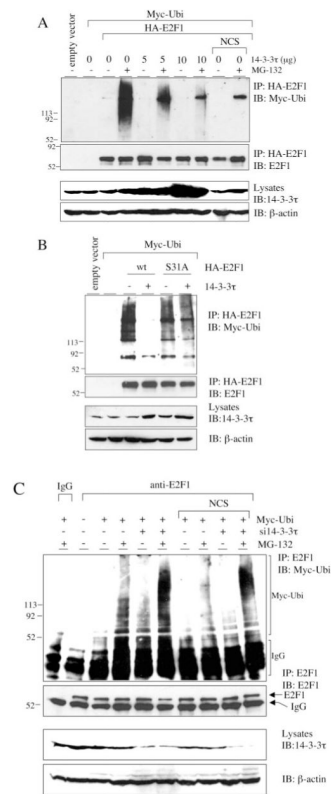 A
Myc-Ubi
HA-E2F1
empty vector
NCS
- 0 0 0 5 5 10 10 0 0 14-3-3τ (μg)
- - - + - + - + - + MG-132
IP: HA-E2F1
IB: Myc-Ubi
113
92
52
92
52
IP: HA-E2F1
IB: E2F1
Lysates
IB:14-3-3τ
IB: β-actin
B
Myc-Ubi
empty vector
wt S31A HA-E2F1
- + - + 14-3-3τ
IP: HA-E2F1
IB: Myc-Ubi
113
92
52
IP: HA-E2F1
IB: E2F1
Lysates
IB:14-3-3τ
IB: β-actin
C
IgG anti-E2F1
NCS
Myc-Ubi
si14-3-3τ
MG-132
IP: E2F1
IB: Myc-Ubi
Myc-Ubi
113
92
52
IgG
IP: E2F1
IB: E2F1
E2F1
52
IgG
Lysates
IB:14-3-3τ
IB: β-actin